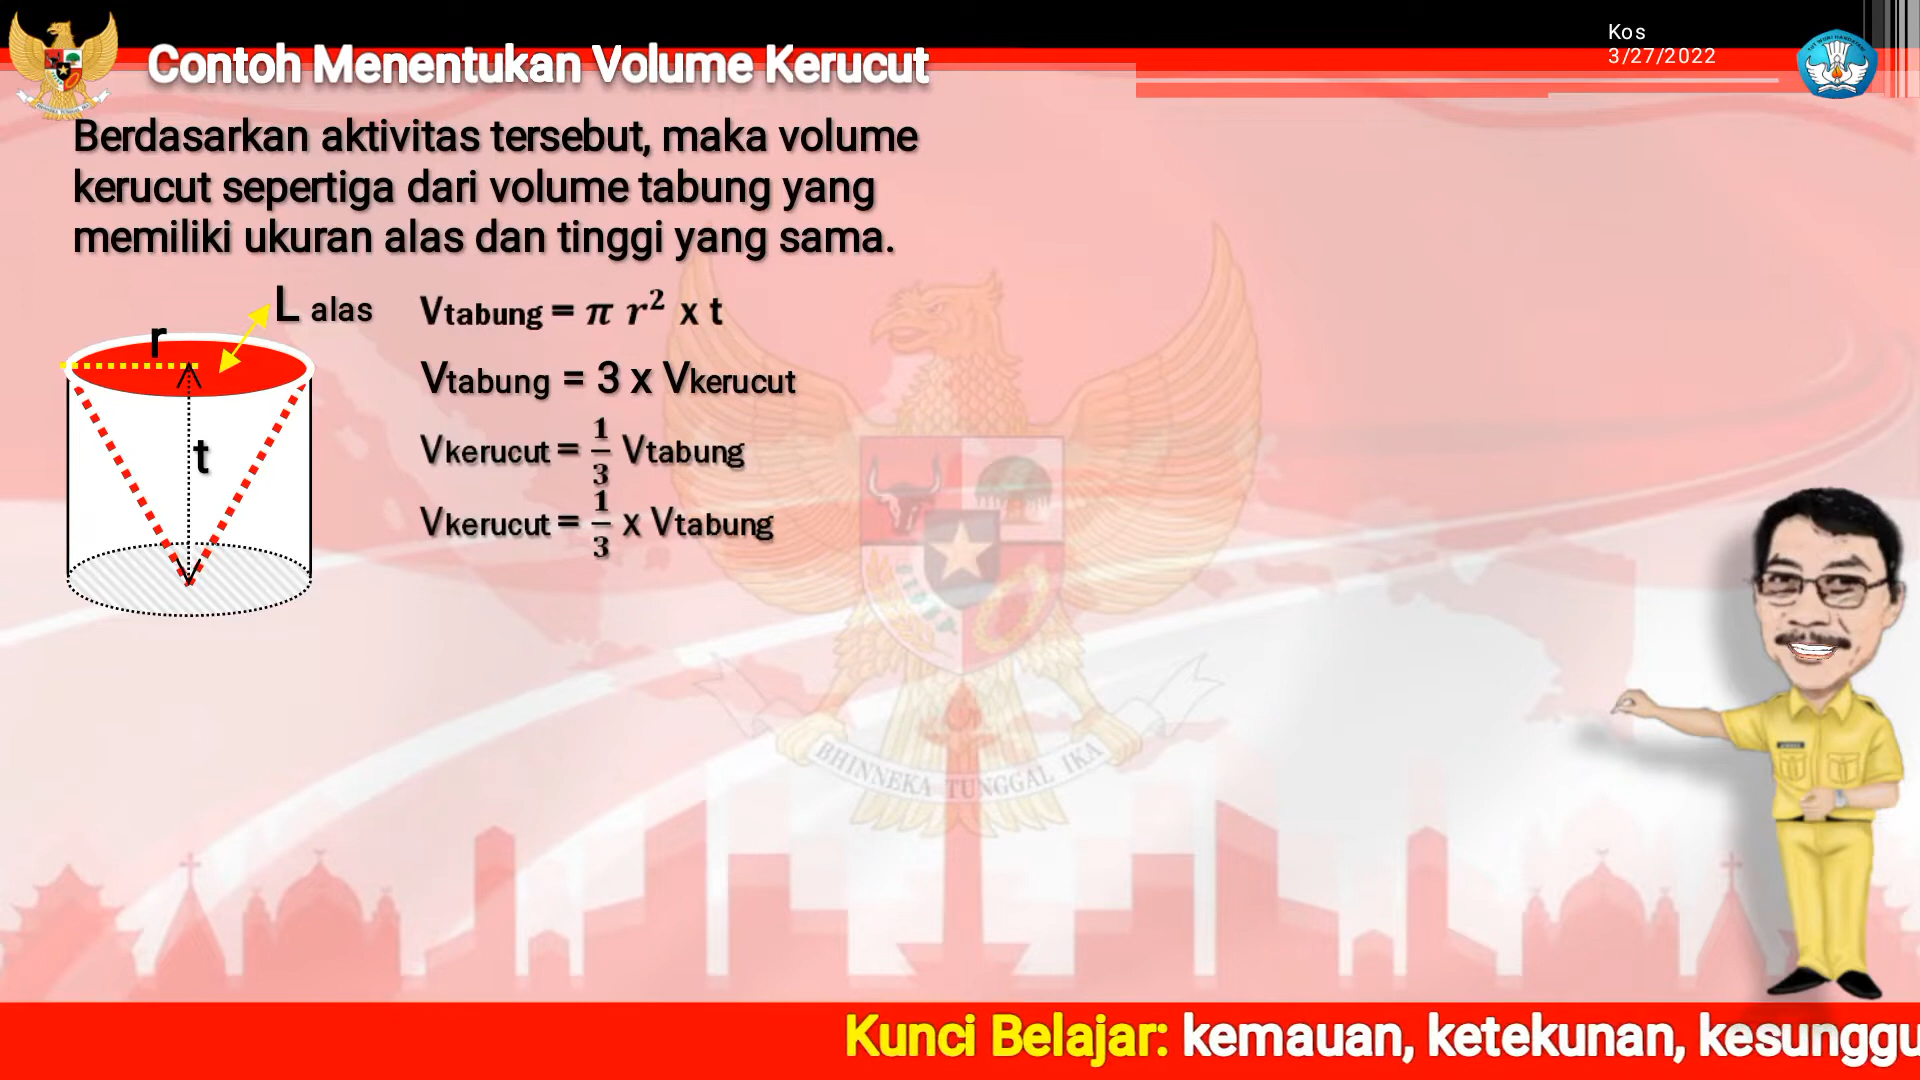 Kos
3/27/2022
Contoh Menentukan Volume Kerucut
Berdasarkan aktivitas tersebut, maka volume
kerucut sepertiga dari volume tabung yang
memiliki ukuran alas dan tinggi yang sama.
L alas
r
t
Vtabung = π r² x t
Vtabung = 3 x Vkerucut
Vkerucut = 1/3 Vtabung
Vkerucut = 1/3 x Vtabung
BHINNEKA TUNGGAL IKA
Kunci Belajar: kemauan, ketekunan, kesunggu